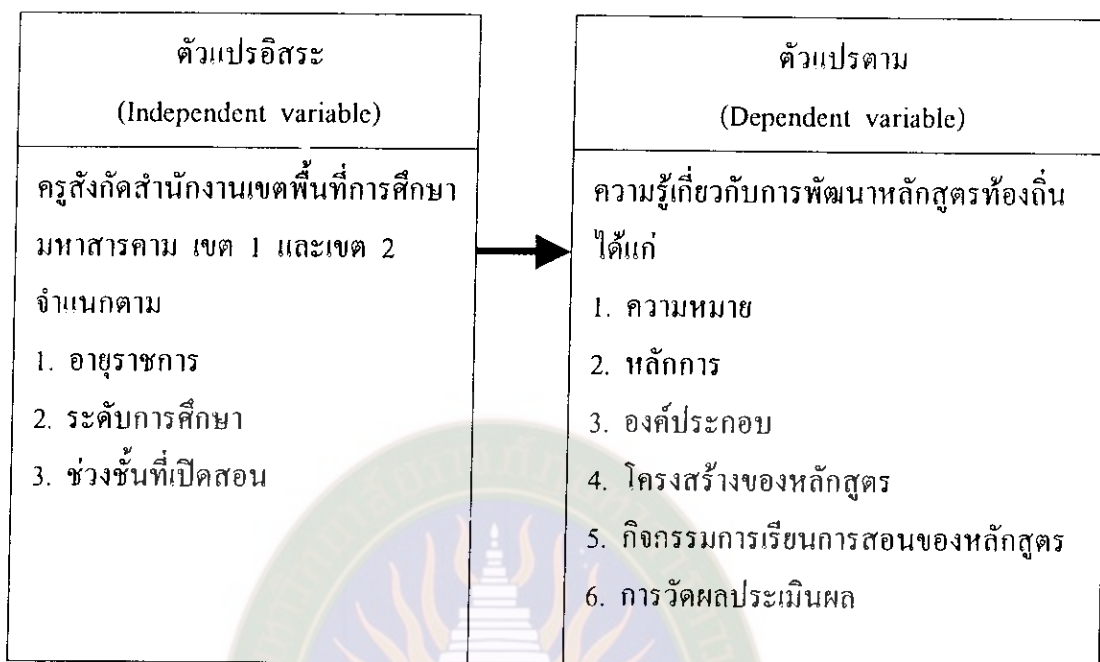 ตัวแปรอิสระ
(Independent variable)
ครูสังกัดสำนักงานเขตพื้นที่การศึกษา
มหาสารคาม เขต 1 และเขต 2
จำแนกตาม
1. อายุราชการ
2. ระดับการศึกษา
3. ช่วงชั้นที่เปิดสอน
ตัวแปรตาม
(Dependent variable)
ความรู้เกี่ยวกับการพัฒนาหลักสูตรท้องถิ่น
ได้แก่
1. ความหมาย
2. หลักการ
3. องค์ประกอบ
4. โครงสร้างของหลักสูตร
5. กิจกรรมการเรียนการสอนของหลักสูตร
6. การวัดผลประเมินผล